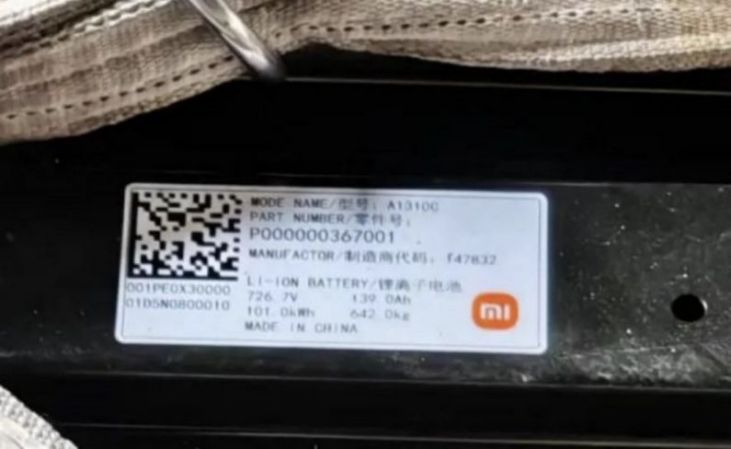 MODE NAME/型号: A1310C
PART NUMBER/零件号:
P000000367001
MANUFACTOR/制造商代码: f47832
001PE0X30000
01D5N0800010
LI-ION BATTERY/锂离子电池
726.7V 139.0Ah
101.0kWh 642.0kg
MADE IN CHINA
mi